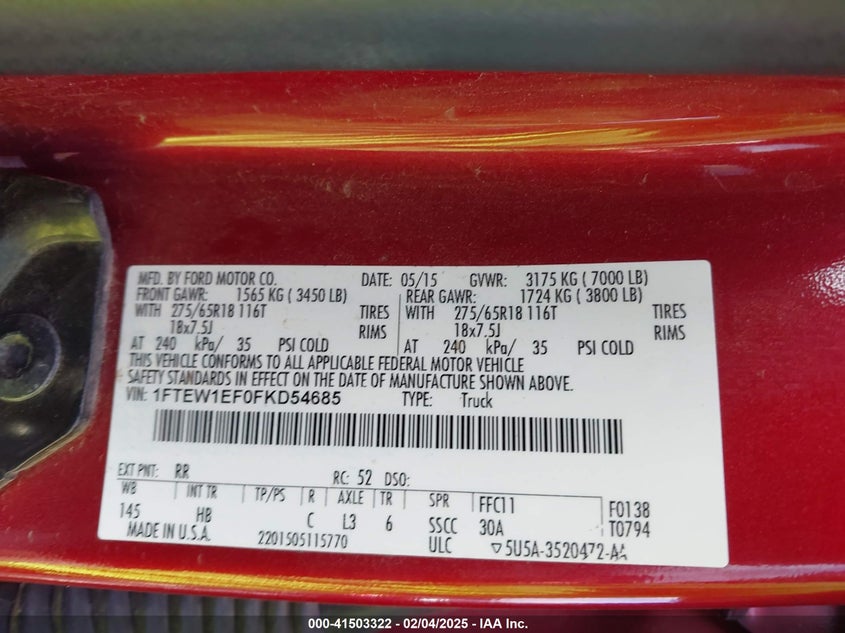 MFD. BY FORD MOTOR CO. DATE: 05/15 GVWR: 3175 KG ( 7000 LB)
FRONT GAWR: 1565 KG ( 3450 LB) REAR GAWR: 1724 KG ( 3800 LB)
WITH 275/65R18 116T TIRES WITH 275/65R18 116T TIRES
18x7.5J RIMS 18x7.5J RIMS
AT 240 kPa/ 35 PSI COLD AT 240 kPa/ 35 PSI COLD
THIS VEHICLE CONFORMS TO ALL APPLICABLE FEDERAL MOTOR VEHICLE
SAFETY STANDARDS IN EFFECT ON THE DATE OF MANUFACTURE SHOWN ABOVE.
VIN: 1FTEW1EF0FKD54685 TYPE: Truck
EXT PNT: RR RC: 52 DSO:
WB INT TR TP/PS R AXLE TR SPR FFC11 F0138
145 HB C L3 6 SSCC 30A T0794
MADE IN U.S.A. 2201505115770 ULC ▽5U5A-3520472-AA
000-41503322 - 02/04/2025 - IAA Inc.